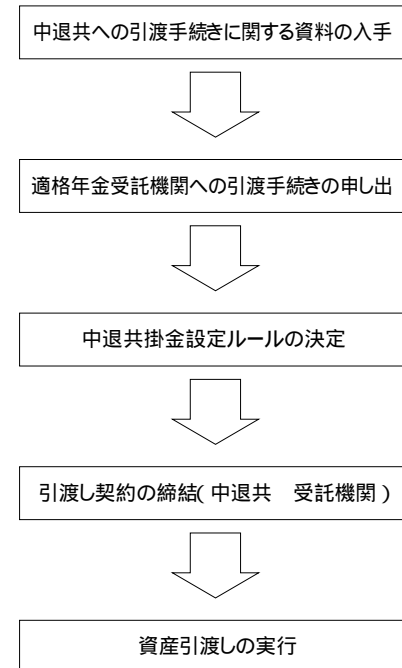 中退共への引渡手続きに関する資料の入手
適格年金受託機関への引渡手続きの申し出
中退共掛金設定ルールの決定
引渡し契約の締結(中退共　受託機関)
資産引渡しの実行